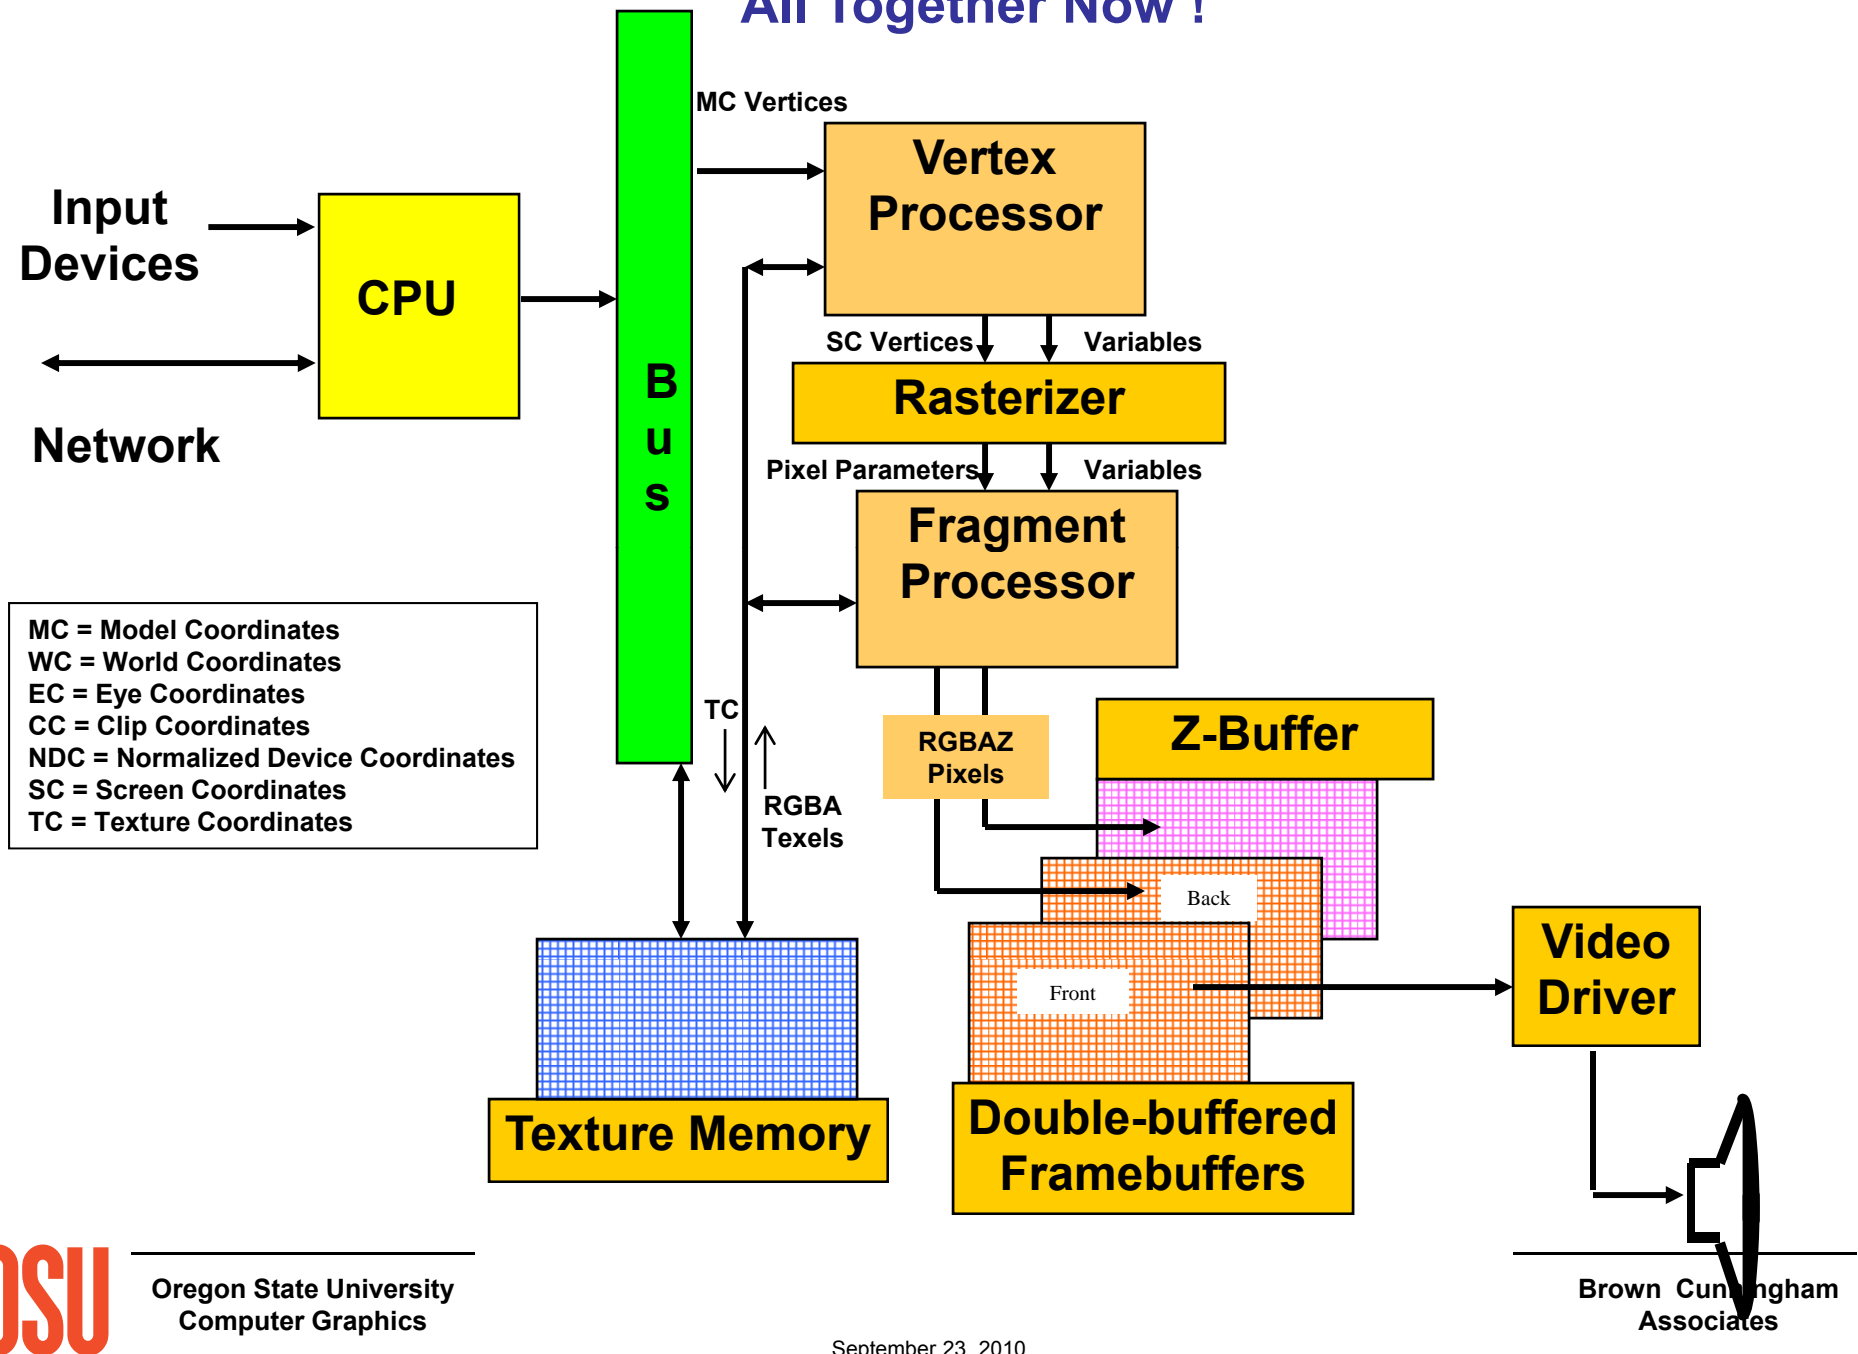 All Together Now !
MC Vertices
Vertex
Processor
Input
Devices
CPU
SC Vertices
Variables
Rasterizer
B
u
s
Network
Pixel Parameters
Variables
Fragment
Processor
MC = Model Coordinates
WC = World Coordinates
EC = Eye Coordinates
CC = Clip Coordinates
NDC = Normalized Device Coordinates
SC = Screen Coordinates
TC = Texture Coordinates
TC
RGBA
Texels
RGBAZ
Pixels
Z-Buffer
Back
Front
Video
Driver
Texture Memory
Double-buffered
Framebuffers
OSU
Oregon State University
Computer Graphics
Brown Cunningham
Associates
September 23, 2010